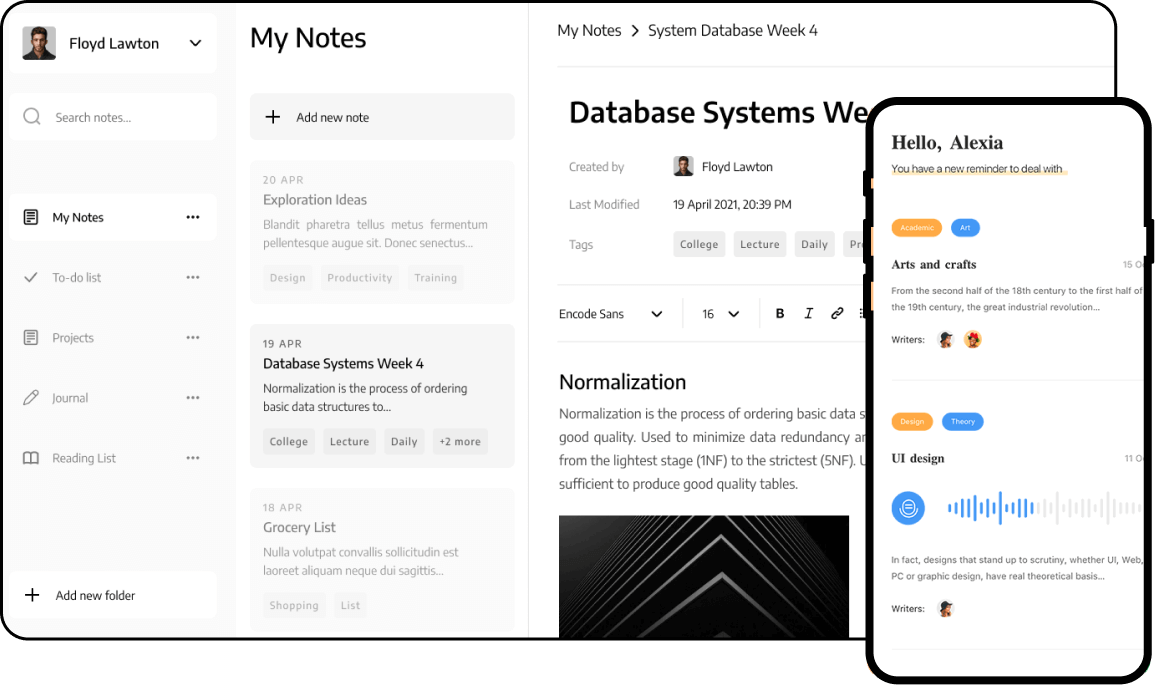 Floyd Lawton
Search notes...
My Notes
To-do list
Projects
Journal
Reading List
Add new folder
My Notes
Add new note
20 APR
Exploration Ideas
Blandit pharetra tellus metus fermentum
pellentesque augue sit. Donec senectus...
Design Productivity Training
19 APR
Database Systems Week 4
Normalization is the process of ordering
basic data structures to...
College Lecture Daily +2 more
18 APR
Grocery List
Nulla volutpat convallis sollicitudin est
laoreet aliquam neque dui sagittis...
Shopping List
My Notes > System Database Week 4
Database Systems We
Created by Floyd Lawton
Last Modified 19 April 2021, 20:39 PM
Tags College Lecture Daily
Encode Sans 16 B I
Normalization
Normalization is the process of ordering basic data s
good quality. Used to minimize data redundancy
from the lightest stage (1NF) to the strictest (5NF).
sufficient to produce good quality tables.
Hello, Alexia
You have a new reminder to deal with
Academic Art
Arts and crafts 15
From the second half of the 18th century to the first half of
the 19th century, the great industrial revolution...
Writers:
Design Theory
UI design 11
In fact, designs that stand up to scrutiny, whether UI, Web,
PC or graphic design, have real theoretical basis...
Writers: